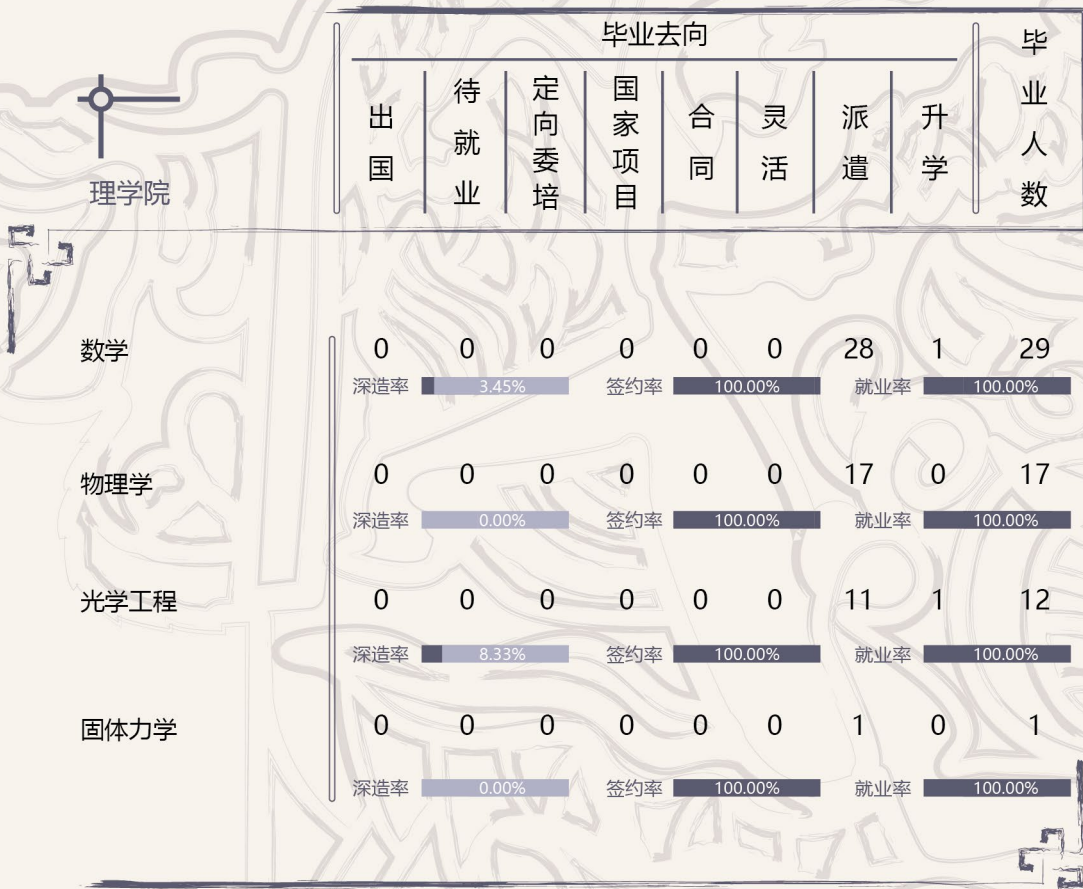 毕业去向
出国
待就业
定向委培
国家项目
合同
灵活
派遣
升学
毕业人数
理学院
数学 0 0 0 0 0 0 28 1 29
深造率 3.45% 签约率 100.00% 就业率 100.00%
物理学 0 0 0 0 0 0 17 0 17
深造率 0.00% 签约率 100.00% 就业率 100.00%
光学工程 0 0 0 0 0 0 11 1 12
深造率 8.33% 签约率 100.00% 就业率 100.00%
固体力学 0 0 0 0 0 0 1 0 1
深造率 0.00% 签约率 100.00% 就业率 100.00%